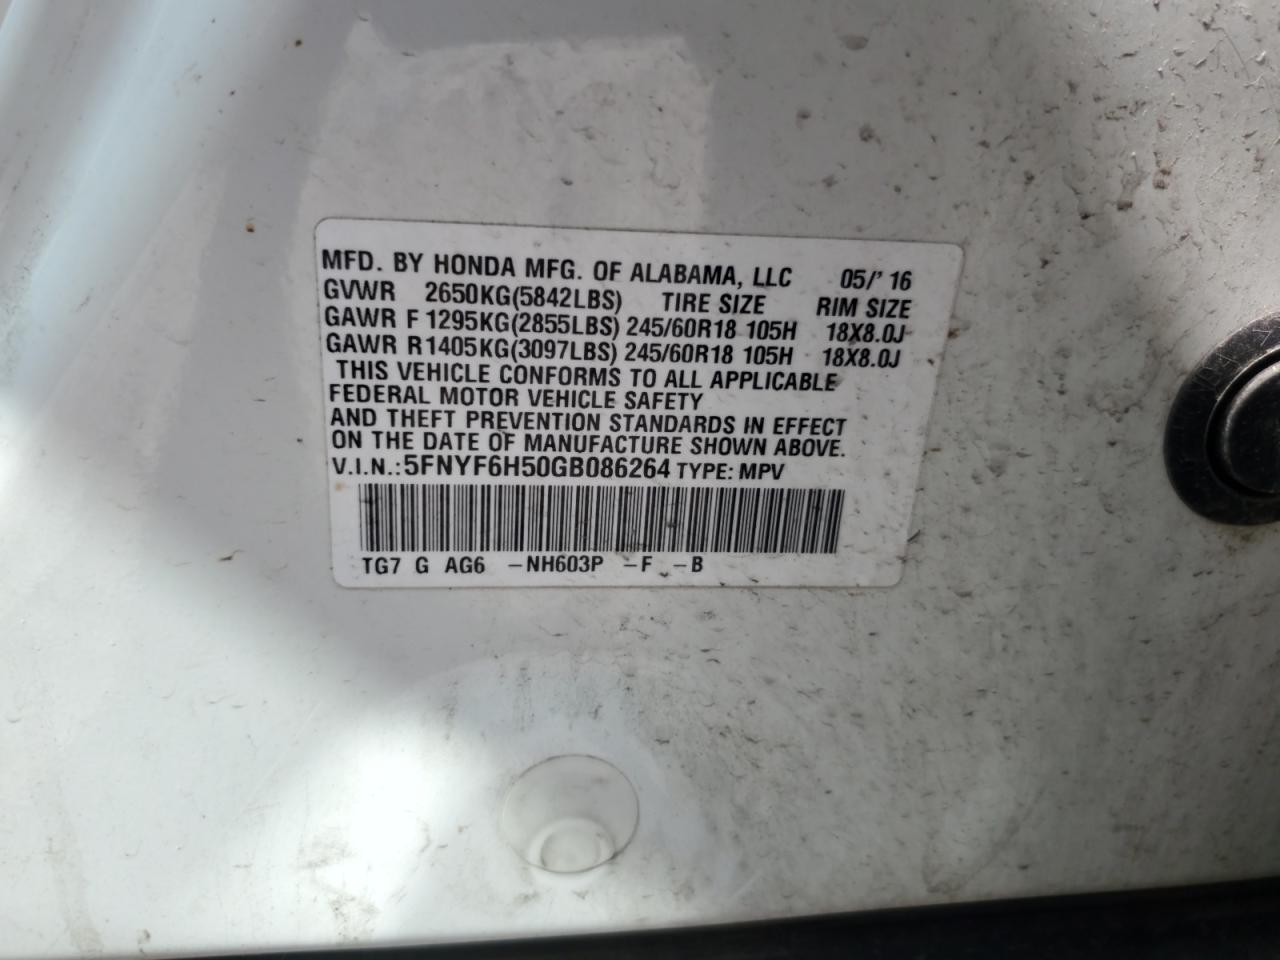 MFD. BY HONDA MFG. OF ALABAMA, LLC 05/' 16
GVWR 2650KG(5842LBS) TIRE SIZE RIM SIZE
GAWR F 1295KG(2855LBS) 245/60R18 105H 18X8.0J
GAWR R1405KG(3097LBS) 245/60R18 105H 18X8.0J
THIS VEHICLE CONFORMS TO ALL APPLICABLE
FEDERAL MOTOR VEHICLE SAFETY
AND THEFT PREVENTION STANDARDS IN EFFECT
ON THE DATE OF MANUFACTURE SHOWN ABOVE.
V.I.N.:5FNYF6H50GB086264 TYPE: MPV
TG7 G AG6 –NH603P –F –B